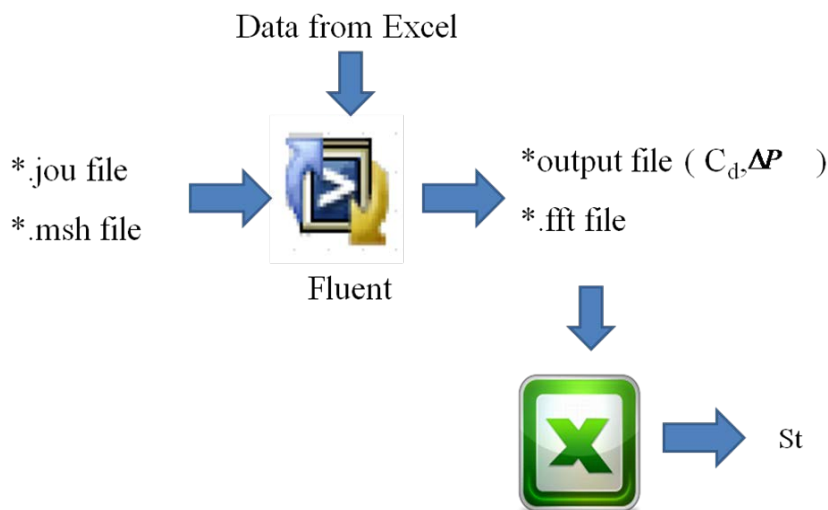 Data from Excel
*.jou file
*.msh file
Fluent
*output file ( Cd,ΔP )
*.fft file
X
St